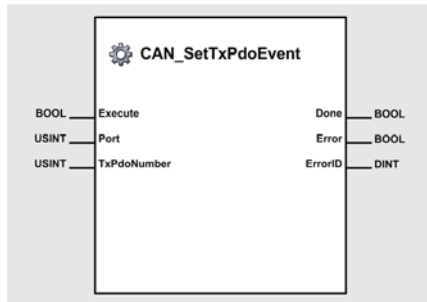 CAN_SetTxPdoEvent
BOOL Execute Done BOOL
USINT Port Error BOOL
USINT TxPdoNumber ErrorID DINT